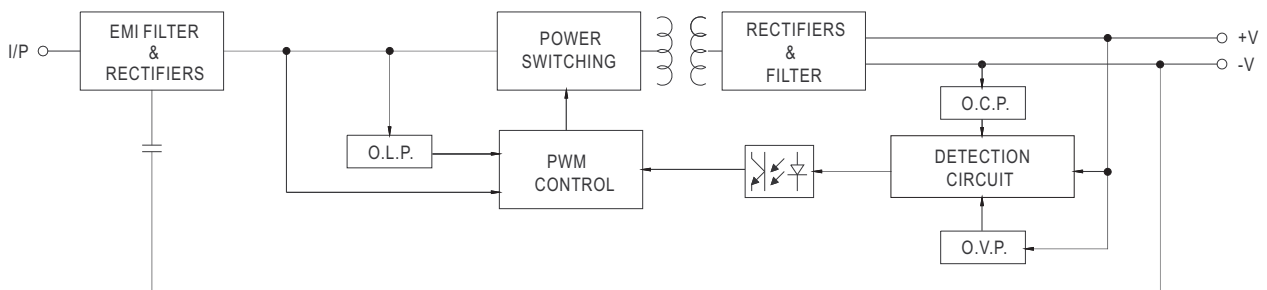 I/P
EMI FILTER
&
RECTIFIERS
POWER
SWITCHING
RECTIFIERS
&
FILTER
+V
-V
O.C.P.
O.L.P.
PWM
CONTROL
DETECTION
CIRCUIT
O.V.P.